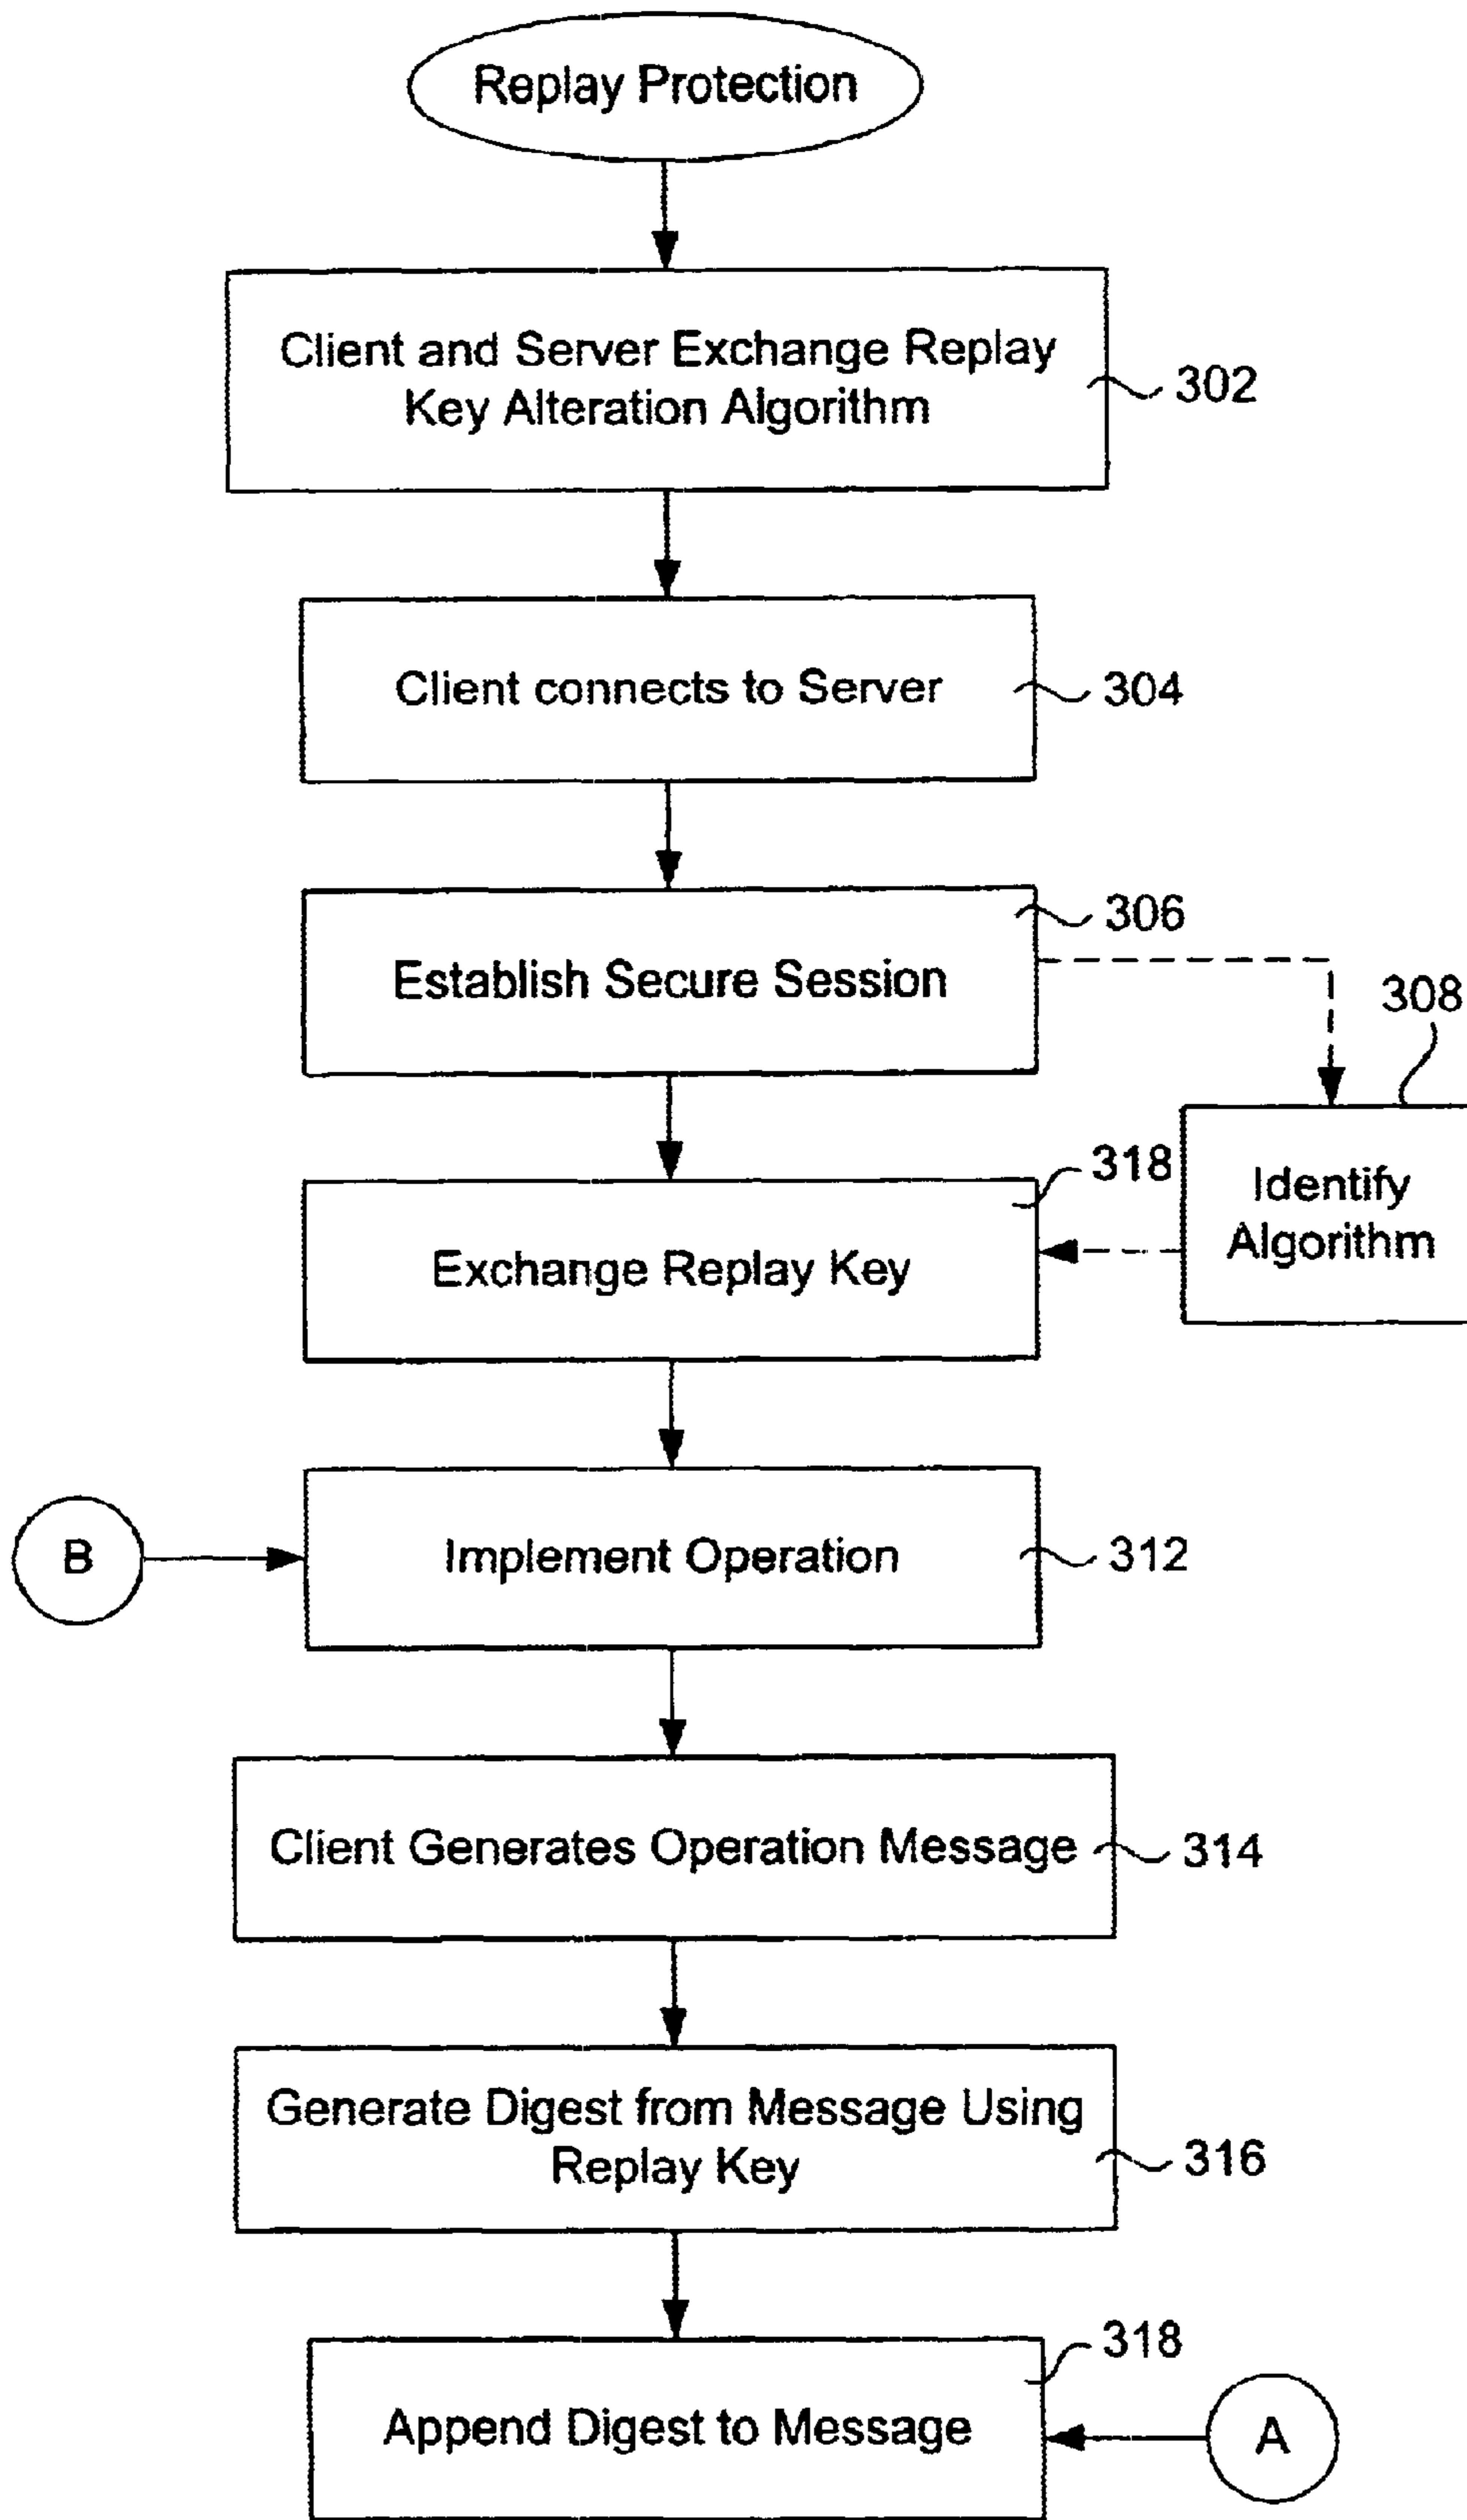 Replay Protection
Client and Server Exchange Replay
Key Alteration Algorithm
302
Client connects to Server
304
306
Establish Secure Session
308
318
Identify
Algorithm
Exchange Replay Key
B
Implement Operation
312
Client Generates Operation Message
314
Generate Digest from Message Using
Replay Key
316
318
Append Digest to Message
A